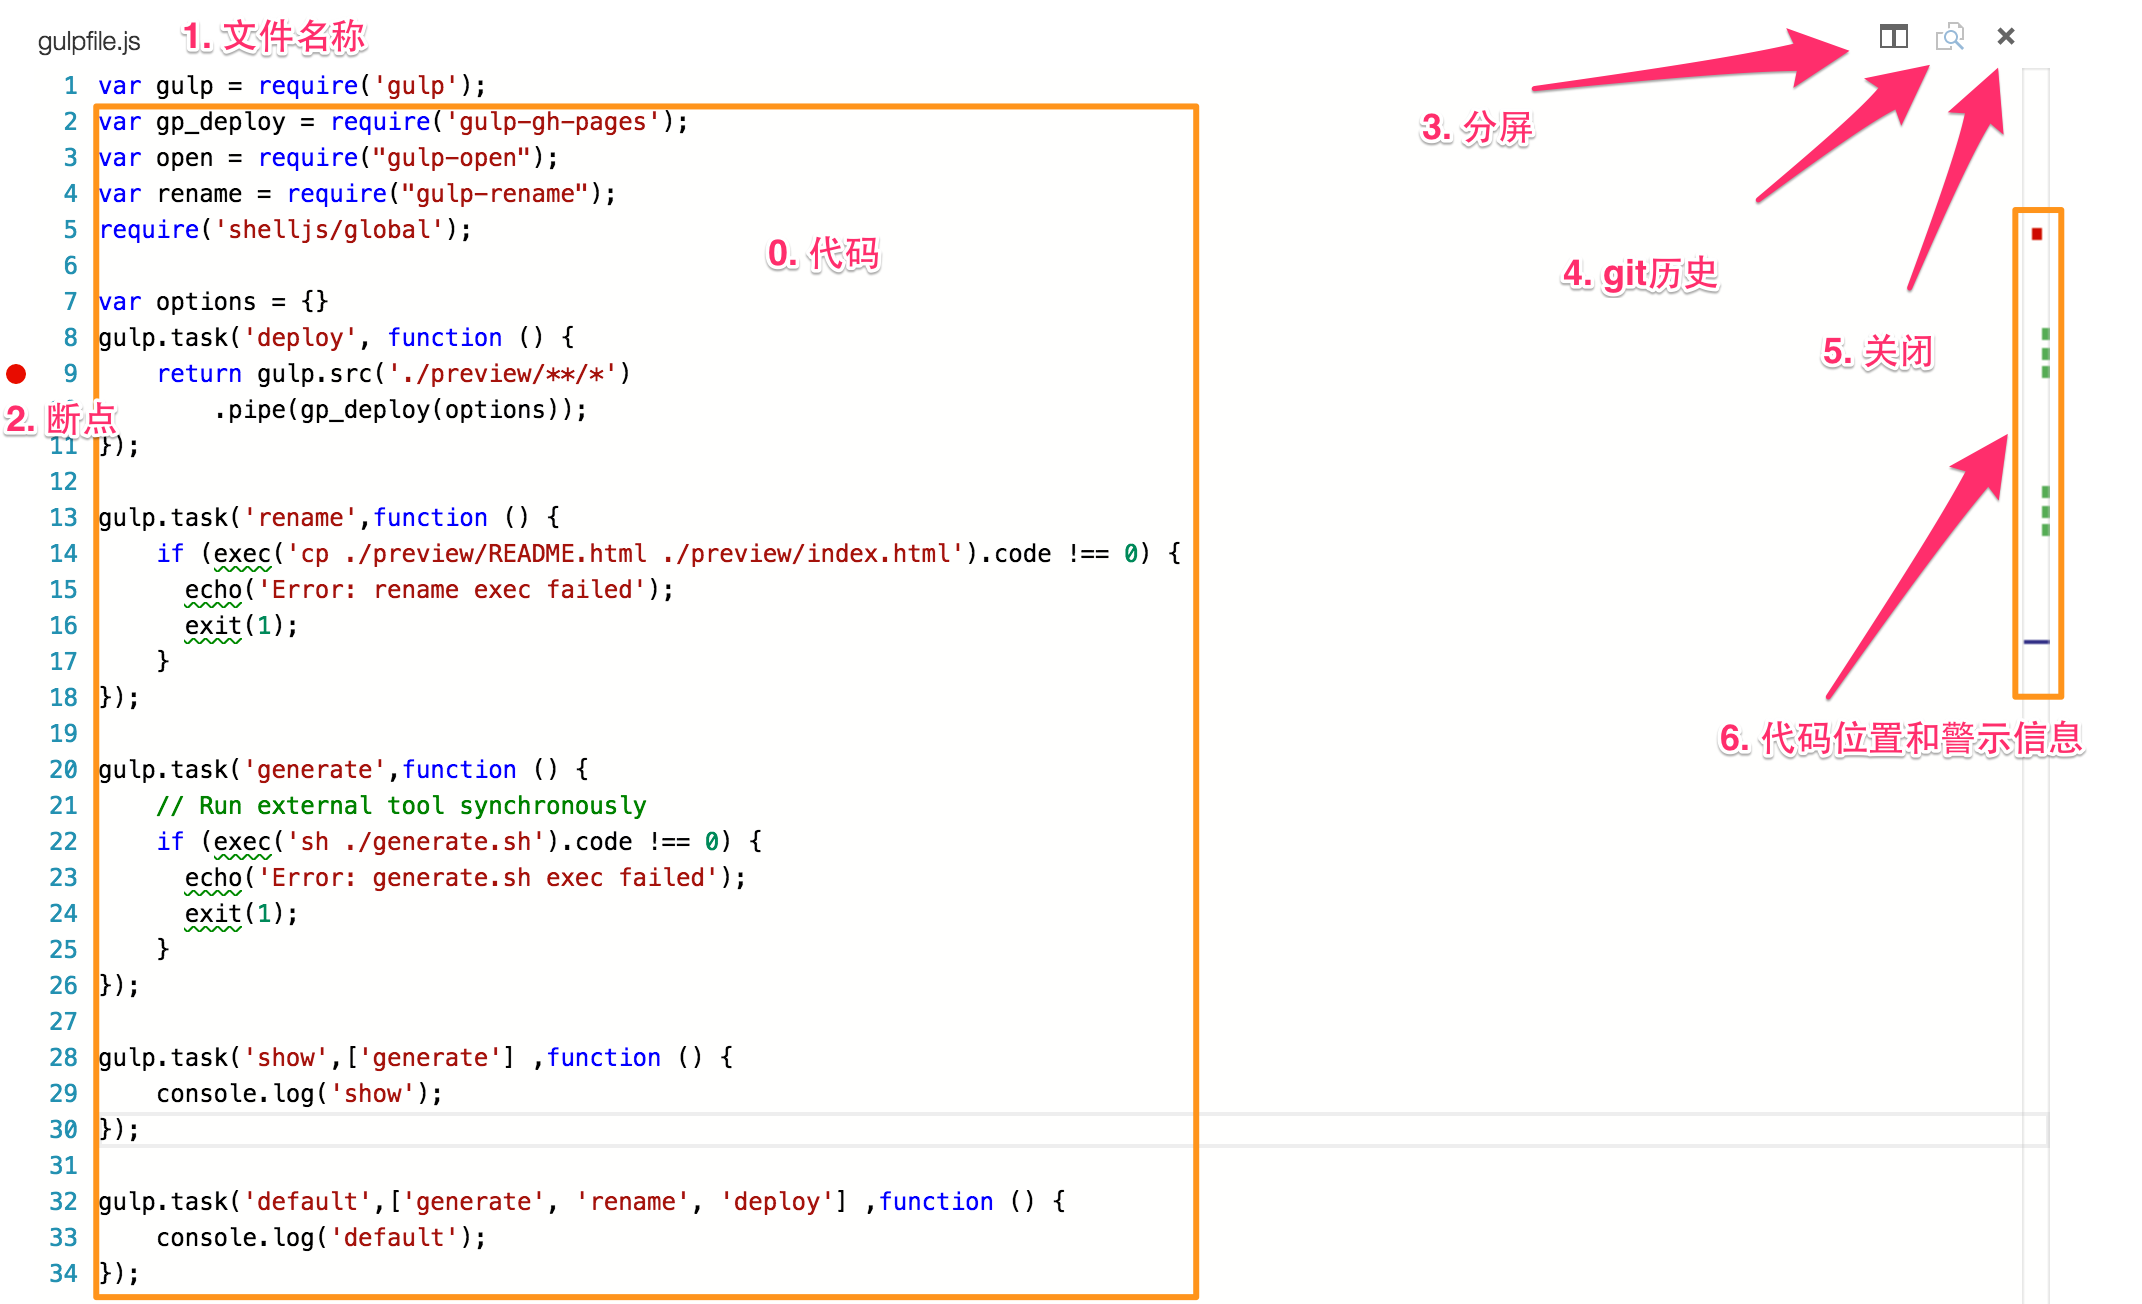 gulpfile.js 1. 文件名称
1 var gulp = require('gulp');
2 var gp_deploy = require('gulp-gh-pages');
3 var open = require("gulp-open");
3. 分屏
4 var rename = require("gulp-rename");
5 require('shelljs/global');
0. 代码
6
4. git历史
7 var options = {}
8 gulp.task('deploy', function () {
5. 关闭
9     return gulp.src('./preview/**/*')
        .pipe(gp_deploy(options));
2. 断点
11 });
12
13 gulp.task('rename',function () {
14     if (exec('cp ./preview/README.html ./preview/index.html').code !== 0) {
15       echo('Error: rename exec failed');
16       exit(1);
17     }
18 });
19
6. 代码位置和警示信息
20 gulp.task('generate',function () {
21     // Run external tool synchronously
22     if (exec('sh ./generate.sh').code !== 0) {
23       echo('Error: generate.sh exec failed');
24       exit(1);
25     }
26 });
27
28 gulp.task('show',['generate'] ,function () {
29     console.log('show');
30 });
31
32 gulp.task('default',['generate', 'rename', 'deploy'] ,function () {
33     console.log('default');
34 });